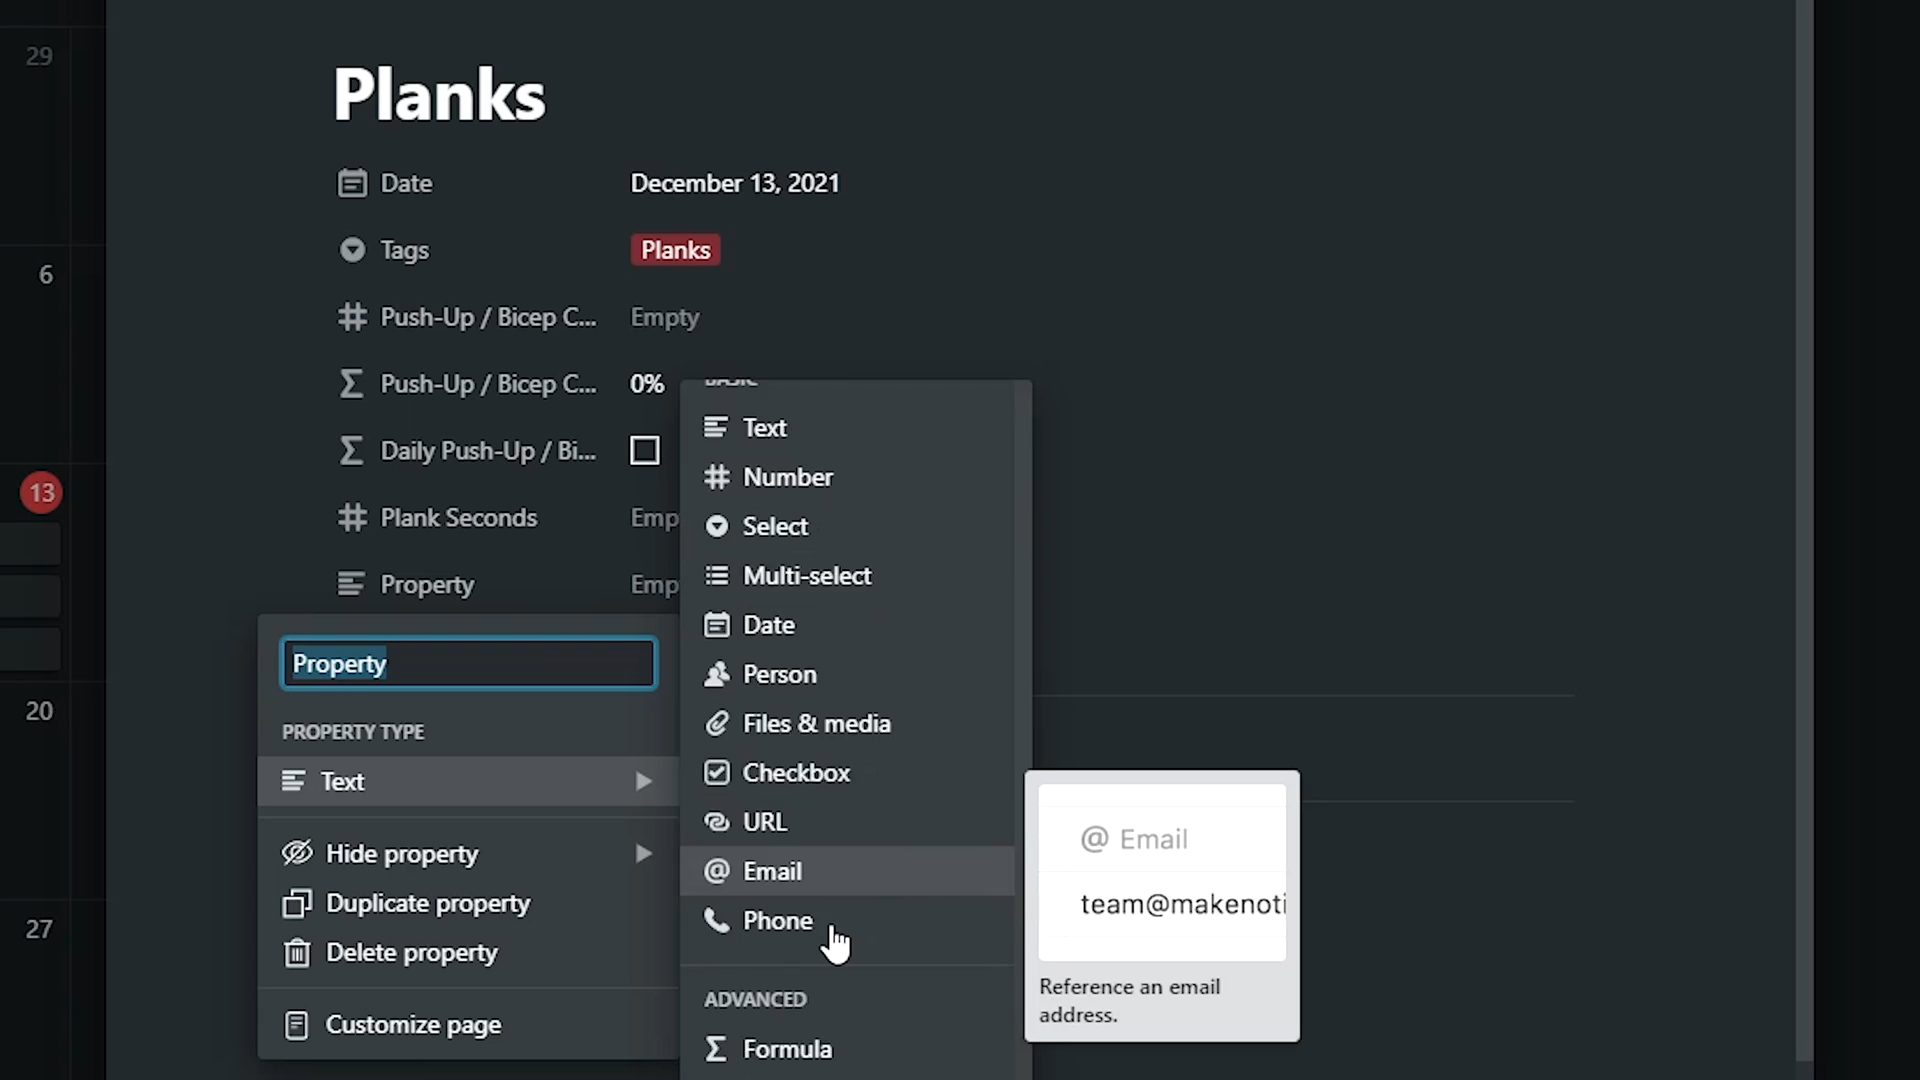 29
Planks
Date December 13, 2021
6
Tags Planks
Push-Up / Bicep C... Empty
Push-Up / Bicep C... 0%
Daily Push-Up / Bi...
13
Plank Seconds Emp
Property Emp
Property
PROPERTY TYPE
Text
Hide property
Duplicate property
Delete property
Customize page
20
27
BASIC
Text
Number
Select
Multi-select
Date
Person
Files & media
Checkbox
URL
@ Email
Phone
ADVANCED
Formula
@ Email
team@makenoti
Reference an email
address.